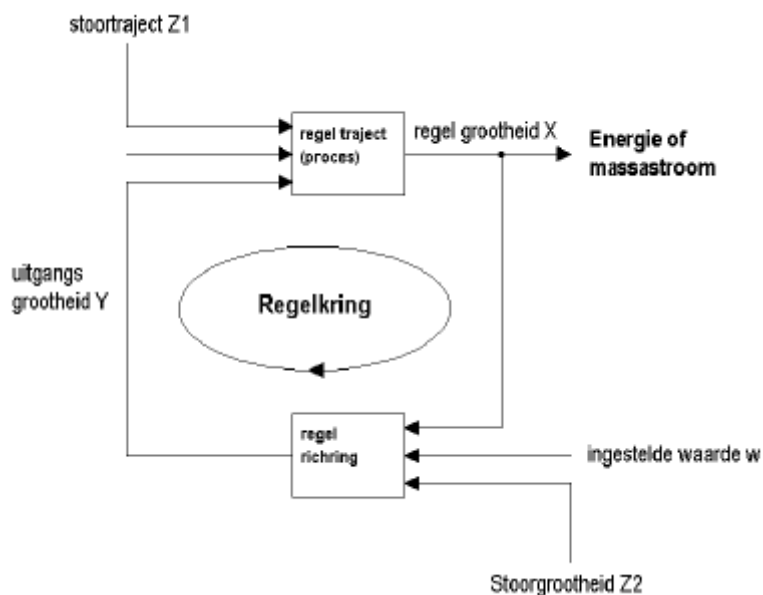 stoortraject Z1
regel traject
(proces)
regel grootheid X
Energie of
massastroom
uitgangs
grootheid Y
Regelkring
regel
richring
ingestelde waarde w
Stoorgrootheid Z2